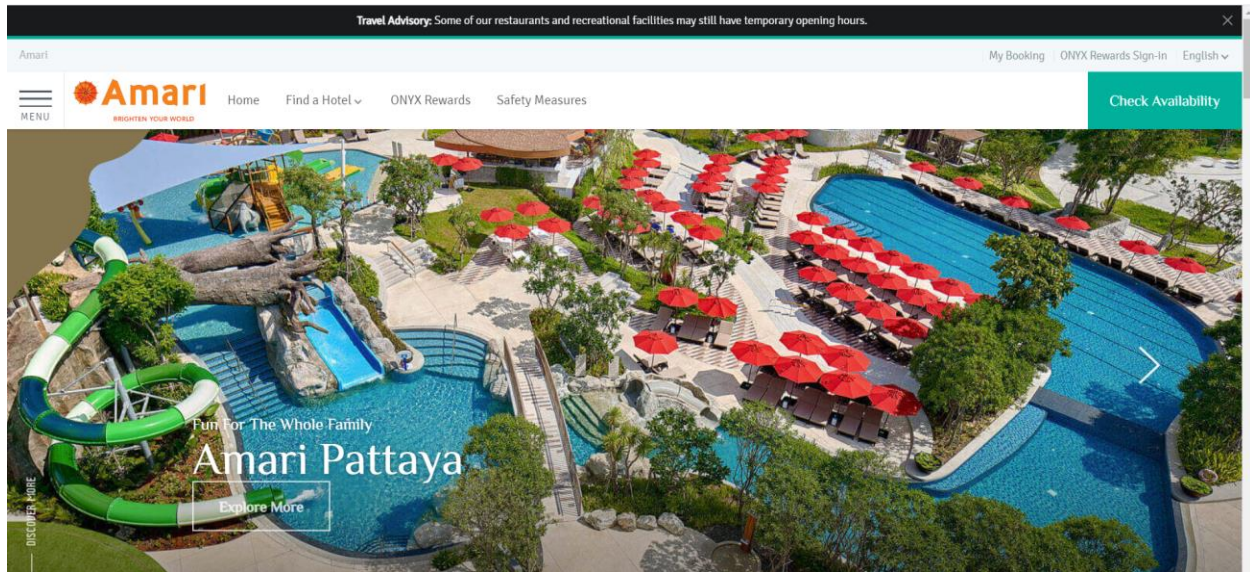 Travel Advisory: Some of our restaurants and recreational facilities may still have temporary opening hours.
Amari
My Booking ONYX Rewards Sign-In English
MENU
Amari
BRIGHTEN YOUR WORLD
Home Find a Hotel ONYX Rewards Safety Measures
Check Availability
Fun For The Whole Family
Amari Pattaya
Explore More
DISCOVER MORE